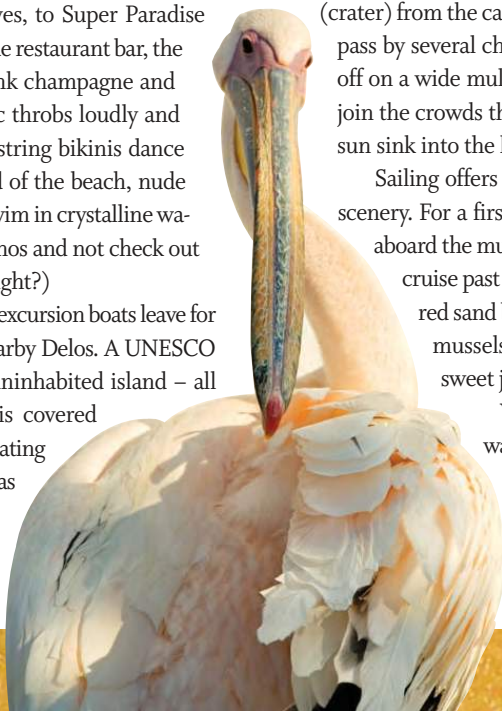 ves, to Super Paradise
e restaurant bar, the
nk champagne and
c throbs loudly and
string bikinis dance
l of the beach, nude
vim in crystalline wa-
nos and not check out
ght?)
excursion boats leave for
arby Delos. A UNESCO
ninhabited island – all
is covered
ating
as
(crater) from the ca
pass by several ch
off on a wide mul
join the crowds th
sun sink into the
Sailing offers
scenery. For a firs
aboard the mu
cruise past
red sand
mussels
sweet j
wa